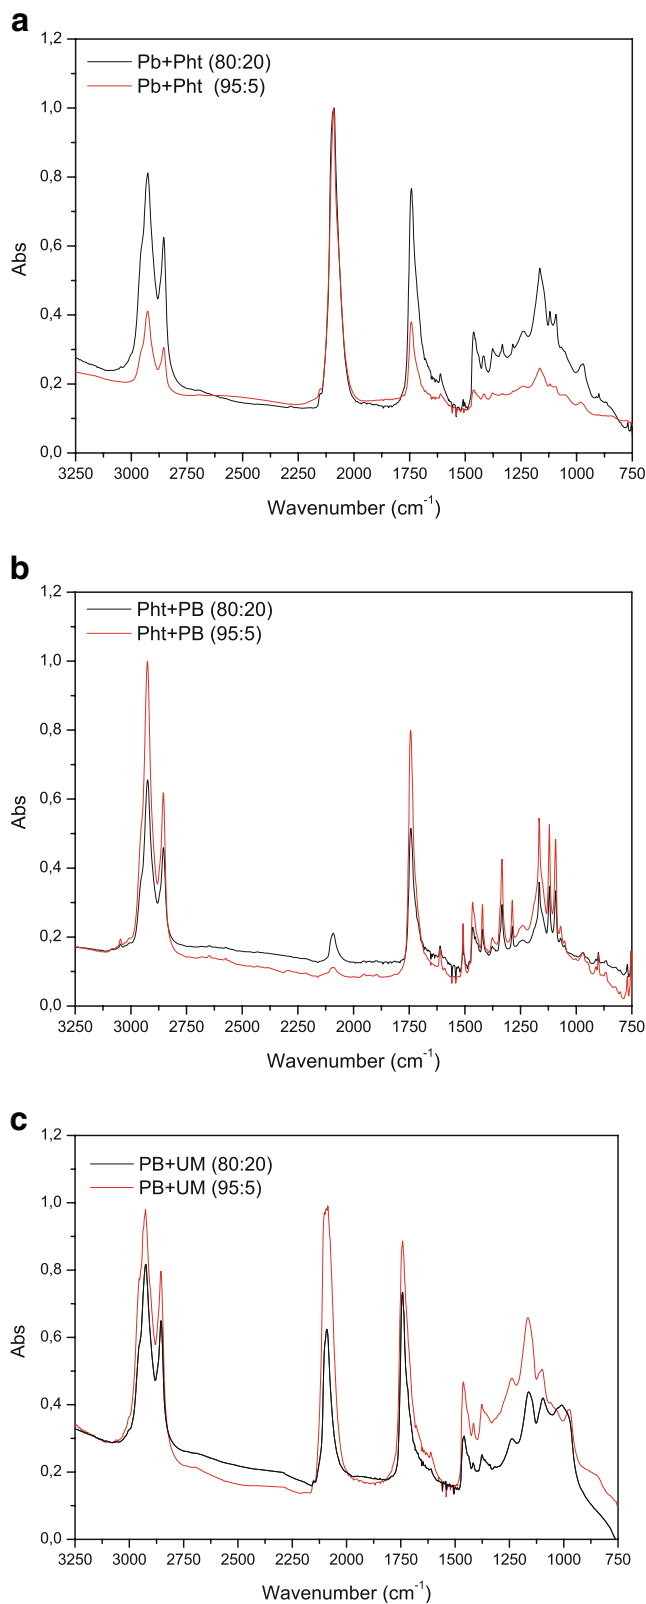 a
1,2
Pb+Pht (80:20)
Pb+Pht (95:5)
1,0
0,8
0,6
0,4
0,2
0,0
Abs
3250 3000 2750 2500 2250 2000 1750 1500 1250 1000 750
Wavenumber (cm-1)
b
1,2
Pht+PB (80:20)
Pht+PB (95:5)
1,0
0,8
0,6
0,4
0,2
0,0
Abs
3250 3000 2750 2500 2250 2000 1750 1500 1250 1000 750
Wavenumber (cm-1)
c
1,2
PB+UM (80:20)
PB+UM (95:5)
1,0
0,8
0,6
0,4
0,2
0,0
Abs
3250 3000 2750 2500 2250 2000 1750 1500 1250 1000 750
Wavenumber (cm-1)